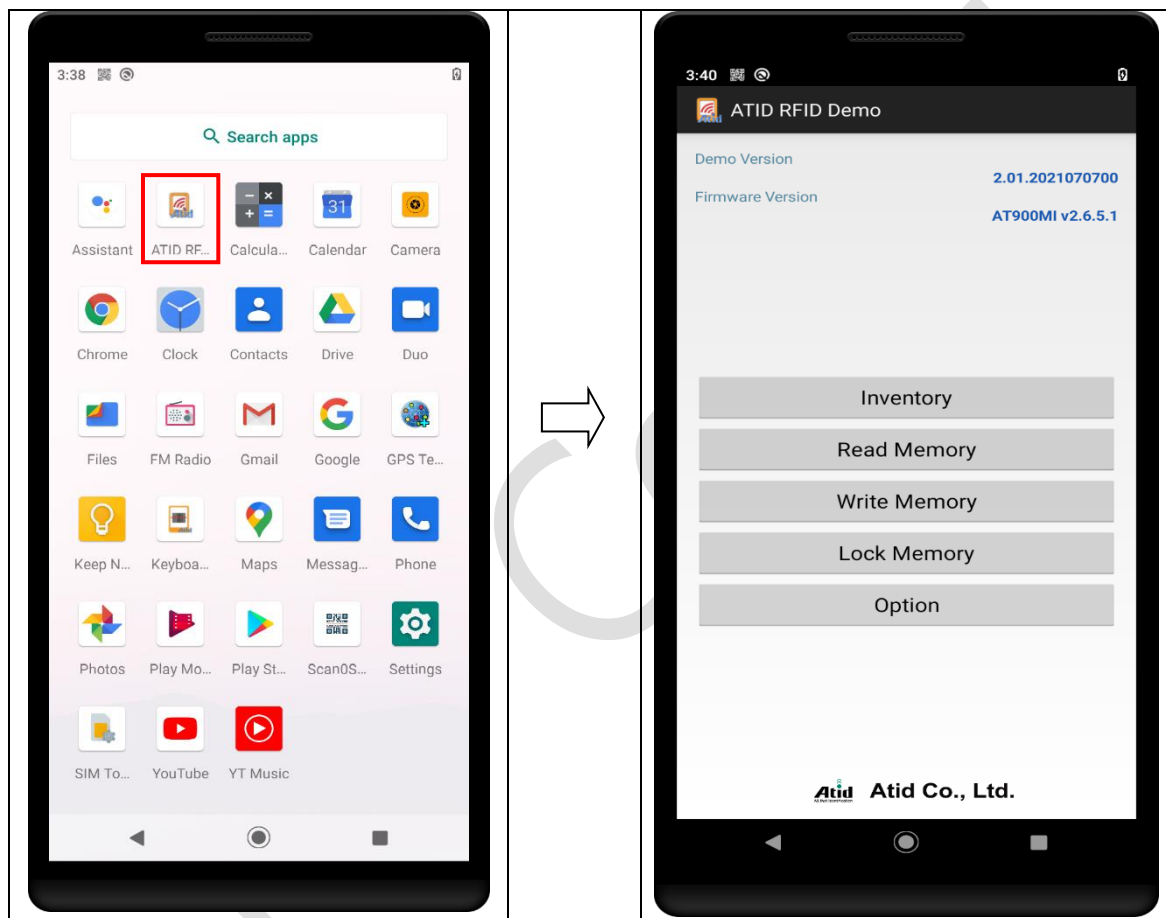 3:38
Search apps
Assistant ATID RF... Calcula... Calendar Camera
31
Chrome Clock Contacts Drive Duo
Files FM Radio Gmail Google GPS Te...
Keep N... Keyboa... Maps Messag... Phone
Photos Play Mo... Play St... Scan0S... Settings
SIM To... YouTube YT Music
3:40
ATID RFID Demo
Demo Version
2.01.2021070700
Firmware Version
AT900MI v2.6.5.1
Inventory
Read Memory
Write Memory
Lock Memory
Option
Atid Atid Co., Ltd.